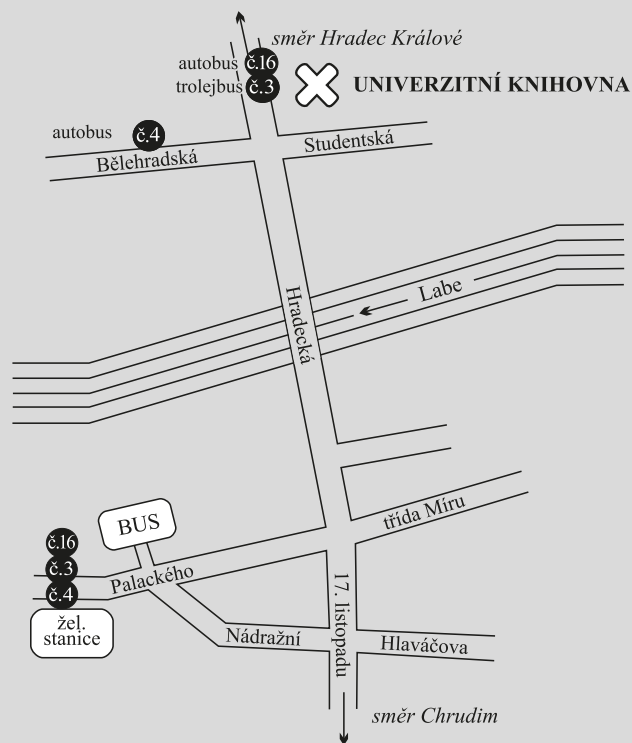 směr Hradec Králové
autobus č.16
trolejbus č.3
UNIVERZITNÍ KNIHOVNA
autobus č.4
Bělehradská
Studentská
Labe
Hradecká
třída Míru
BUS
č.16
č.3
č.4
Palackého
žel.
stanice
Nádražní
17. listopadu
Hlaváčova
směr Chrudim